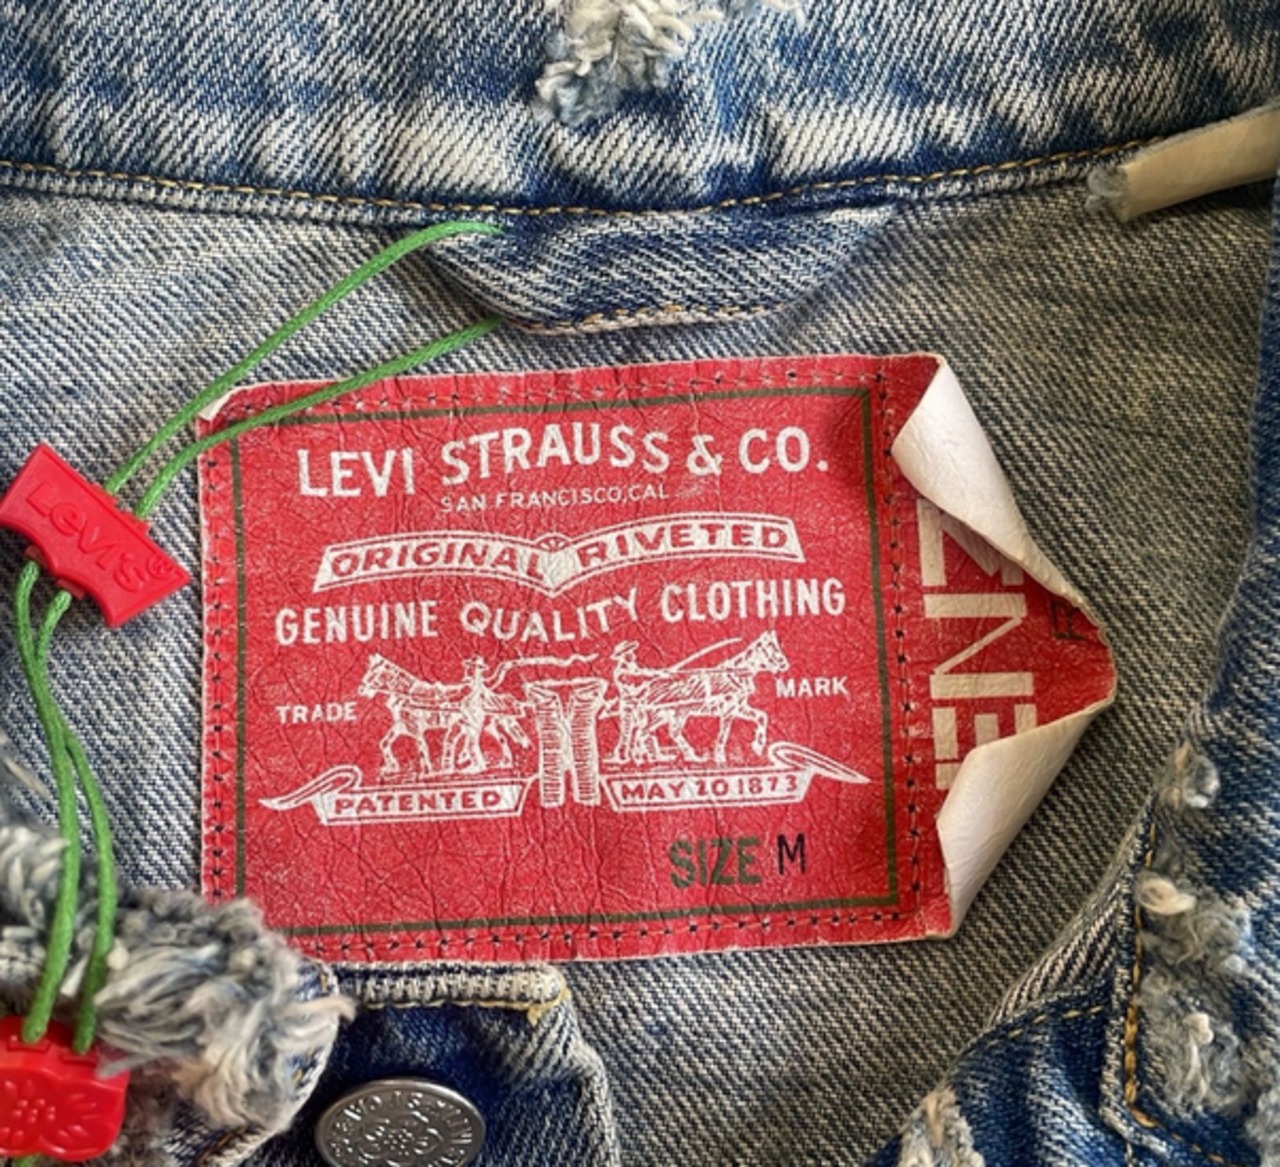 LEVI STRAUSS & CO.
SAN FRANCISCO, CAL
ORIGINAL RIVETED
GENUINE QUALITY CLOTHING
TRADE MARK
PATENTED MAY 20 1873
SIZE M
Levi's®